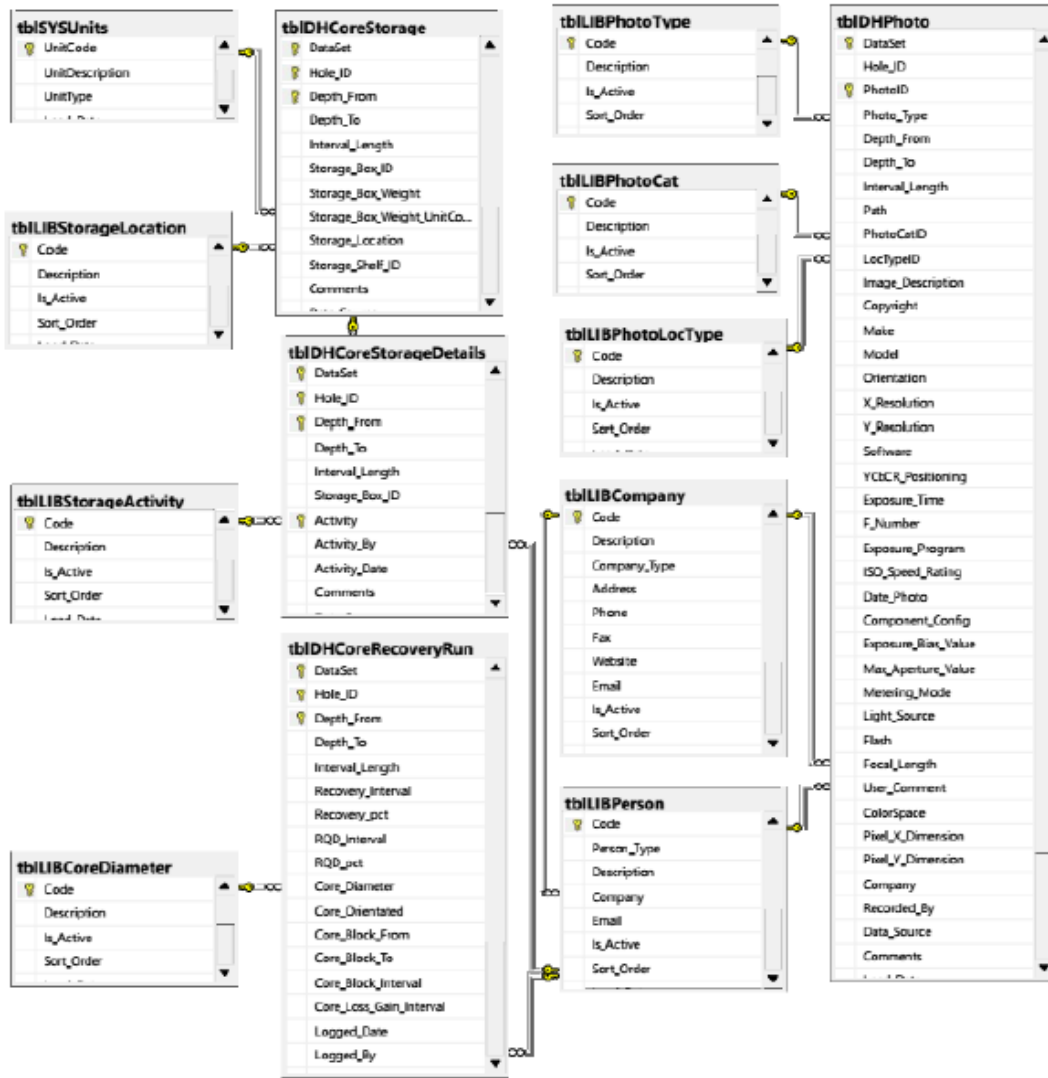 tblSYSUnits
UnitCode
UnitDescription
UnitType
tblLIBStorageLocation
Code
Description
Is_Active
Sort_Order
tblLIBStorageActivity
Code
Description
Is_Active
Sort_Order
Load_Date
tblLIBCoreDiameter
Code
Description
Is_Active
Sort_Order
tblDHCoreStorage
DataSet
Hole_ID
Depth_From
Depth_To
Interval_Length
Storage_Box_ID
Storage_Box_Weight
Storage_Box_Weight_UnitCo...
Storage_Location
Storage_Shelf_ID
Comments
tblDHCoreStorageDetails
DataSet
Hole_ID
Depth_From
Depth_To
Interval_Length
Storage_Box_ID
Activity
Activity_By
Activity_Date
Comments
tblDHCoreRecoveryRun
DataSet
Hole_ID
Depth_From
Depth_To
Interval_Length
Recovery_Interval
Recovery_pct
RQD_Interval
RQD_pct
Core_Diameter
Core_Orientated
Core_Block_From
Core_Block_To
Core_Block_Interval
Core_Loss_Gain_Interval
Logged_Date
Logged_By
tblLIBPhotoType
Code
Description
Is_Active
Sort_Order
tblLIBPhotoCat
Code
Description
Is_Active
Sort_Order
tblLIBPhotoLocType
Code
Description
Is_Active
Sort_Order
tblLIBCompany
Code
Description
Company_Type
Address
Phone
Fax
Website
Email
Is_Active
Sort_Order
tblLIBPerson
Code
Person_Type
Description
Company
Email
Is_Active
Sort_Order
tblDHPhoto
DataSet
Hole_ID
PhotoID
Photo_Type
Depth_From
Depth_To
Interval_Length
Path
PhotoCatID
LocTypeID
Image_Description
Copyright
Make
Model
Orientation
X_Resolution
Y_Resolution
Software
YCbCR_Positioning
Exposure_Time
F_Number
Exposure_Program
ISO_Speed_Rating
Date_Photo
Component_Config
Exposure_Bias_Value
Max_Aperture_Value
Metering_Mode
Light_Source
Flash
Focal_Length
User_Comment
ColorSpace
Pixel_X_Dimension
Pixel_Y_Dimension
Company
Recorded_By
Data_Source
Comments